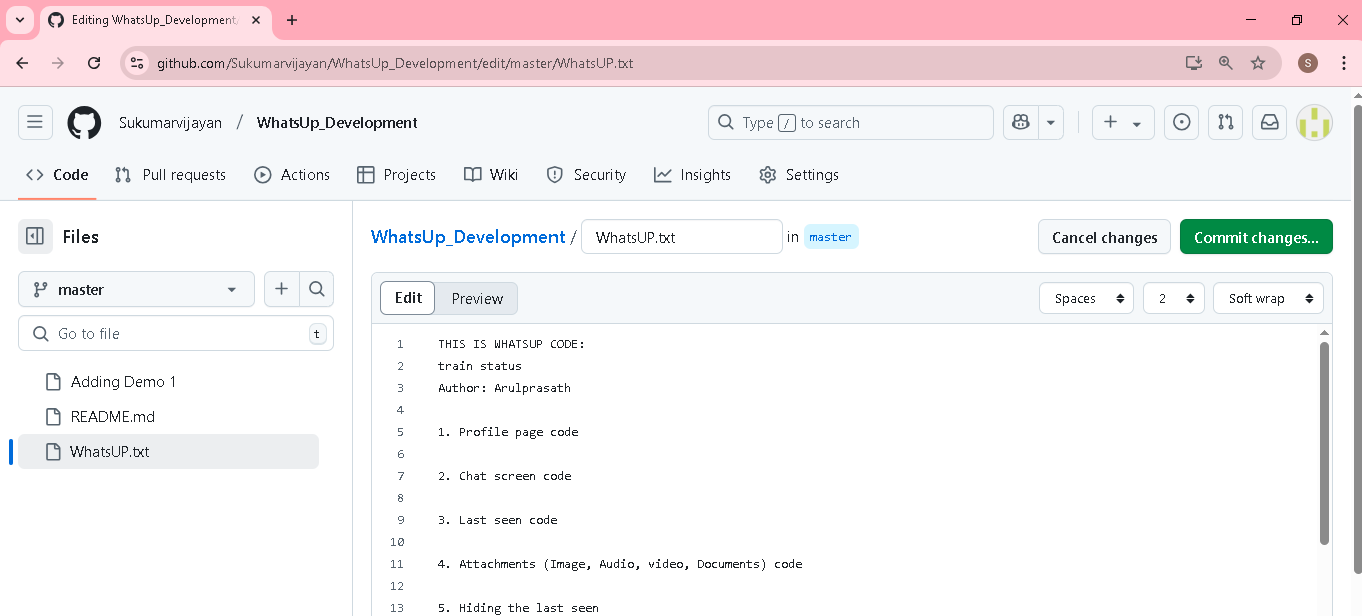 Editing WhatsUp_Development/
github.com/Sukumarvijayan/WhatsUp_Development/edit/master/WhatsUP.txt
S
Sukumarvijayan / WhatsUp_Development
Type / to search
Code
Pull requests
Actions
Projects
Wiki
Security
Insights
Settings
Files
master
Go to file
t
Adding Demo 1
README.md
WhatsUP.txt
WhatsUp_Development / WhatsUP.txt in master
Cancel changes
Commit changes...
Edit
Preview
Spaces
2
Soft wrap
1 THIS IS WHATSUP CODE:
2 train status
3 Author: Arulprasath
4
5 1. Profile page code
6
7 2. Chat screen code
8
9 3. Last seen code
10
11 4. Attachments (Image, Audio, video, Documents) code
12
13 5. Hiding the last seen